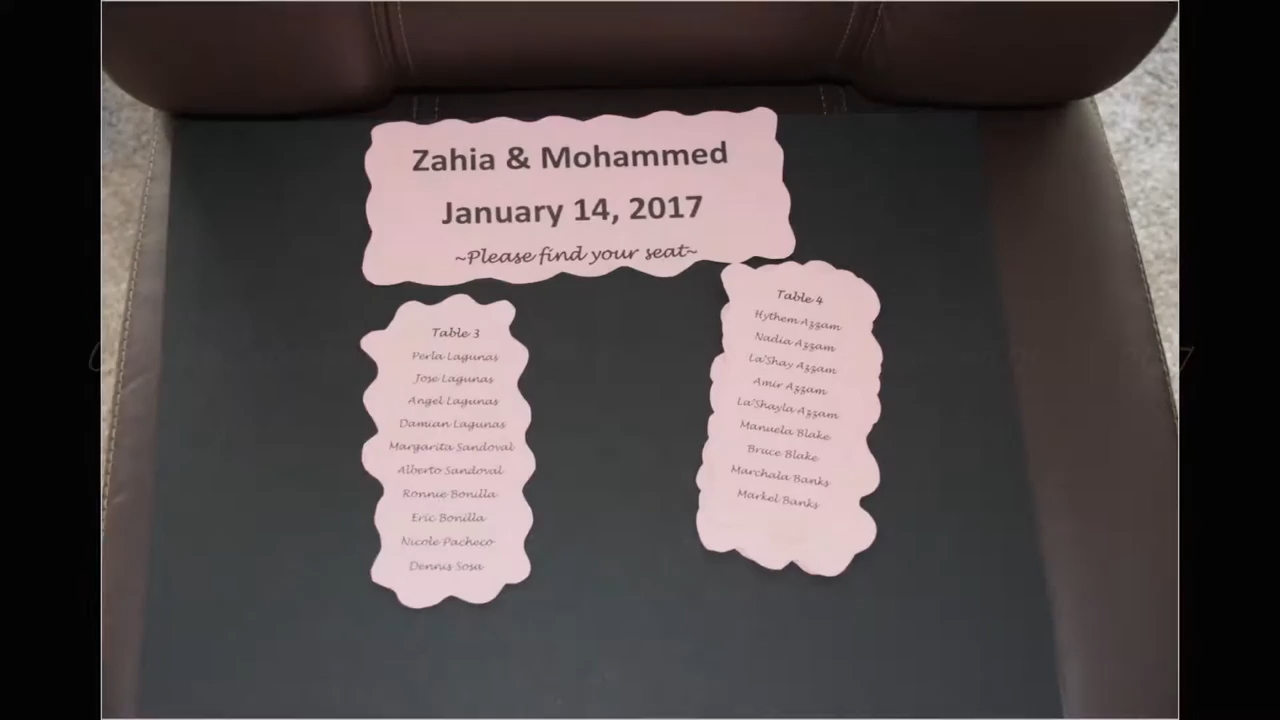 Zahia & Mohammed
January 14, 2017
~Please find your seat~
Table 3
Perla Lagunas
Jose Lagunas
Angel Lagunas
Damian Lagunas
Margarita Sandoval
Alberto Sandoval
Ronnie Bonilla
Eric Bonilla
Nicole Pacheco
Dennis Sosa
Table 4
Hythem Azzam
Nadia Azzam
La'Shay Azzam
Amir Azzam
La'Shayla Azzam
Manuela Blake
Bruce Blake
Marchala Banks
Markel Banks